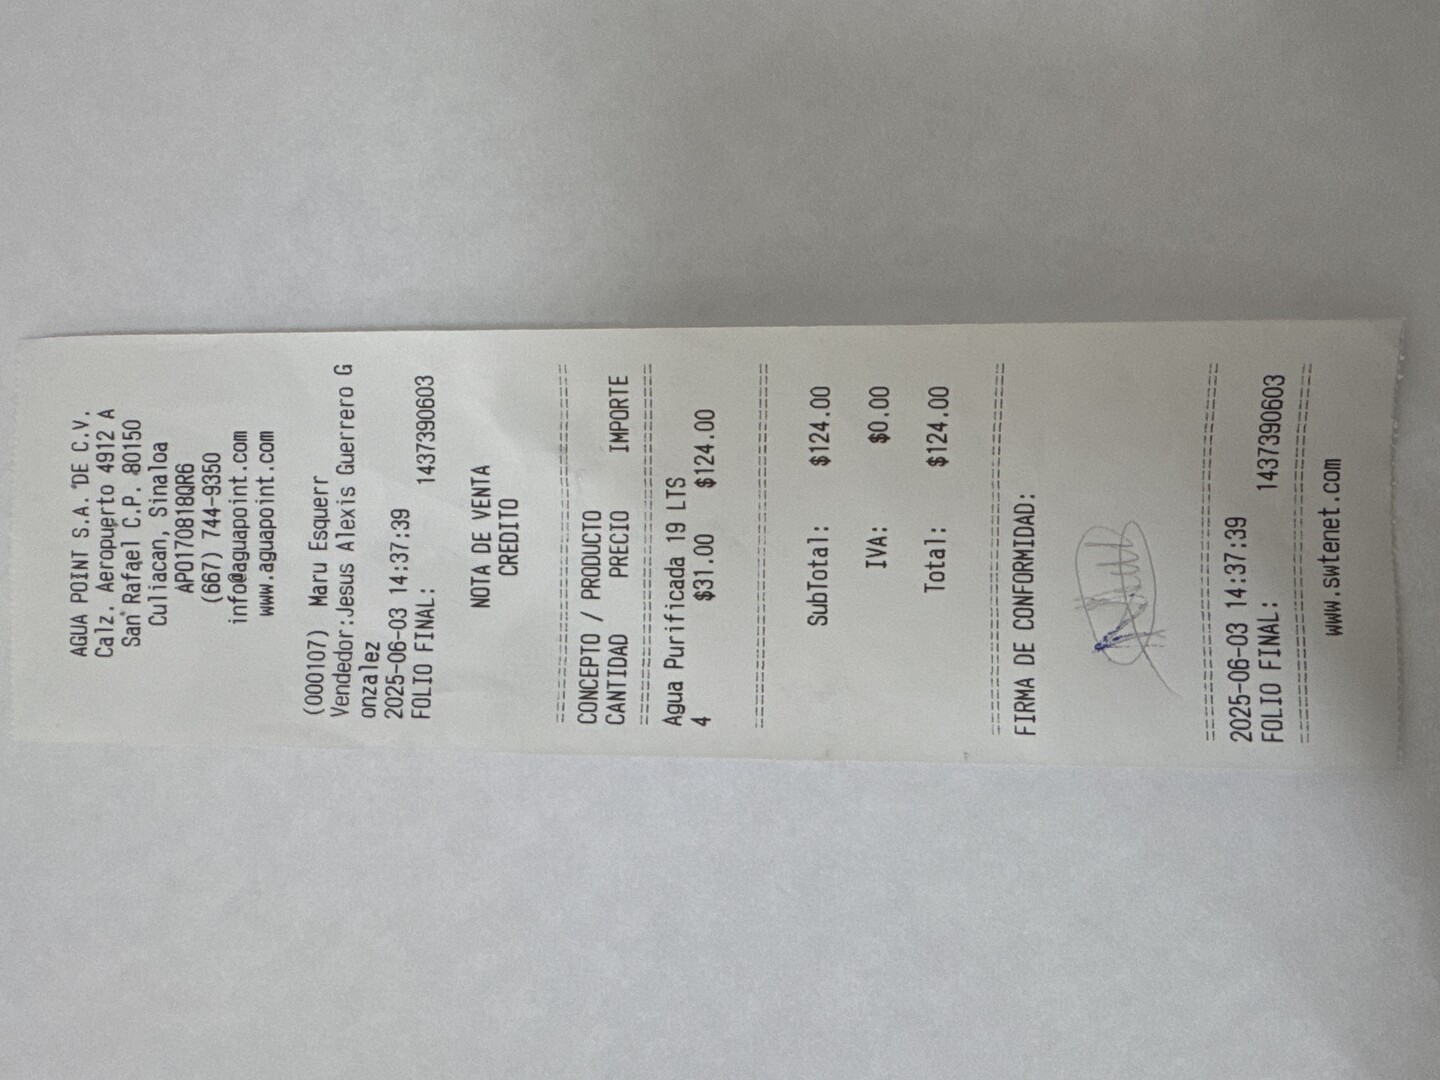 AGUA POINT S.A. DE C.V.
Calz. Aeropuerto 4912 A
San Rafael C.P. 80150
Culiacan, Sinaloa
APO170818QR6
(667) 744-9350
info@aguapoint.com
www.aguapoint.com
(000107) Maru Esquerr
Vendedor:Jesus Alexis Guerrero G
onzalez
2025-06-03 14:37:39
FOLIO FINAL: 1437390603
NOTA DE VENTA
CREDITO
================================
CONCEPTO / PRODUCTO
CANTIDAD PRECIO IMPORTE
================================
Agua Purificada 19 LTS
4 $31.00 $124.00
================================
SubTotal: $124.00
IVA: $0.00
Total: $124.00
================================
FIRMA DE CONFORMIDAD:
================================
2025-06-03 14:37:39
FOLIO FINAL: 1437390603
================================
www.swtenet.com